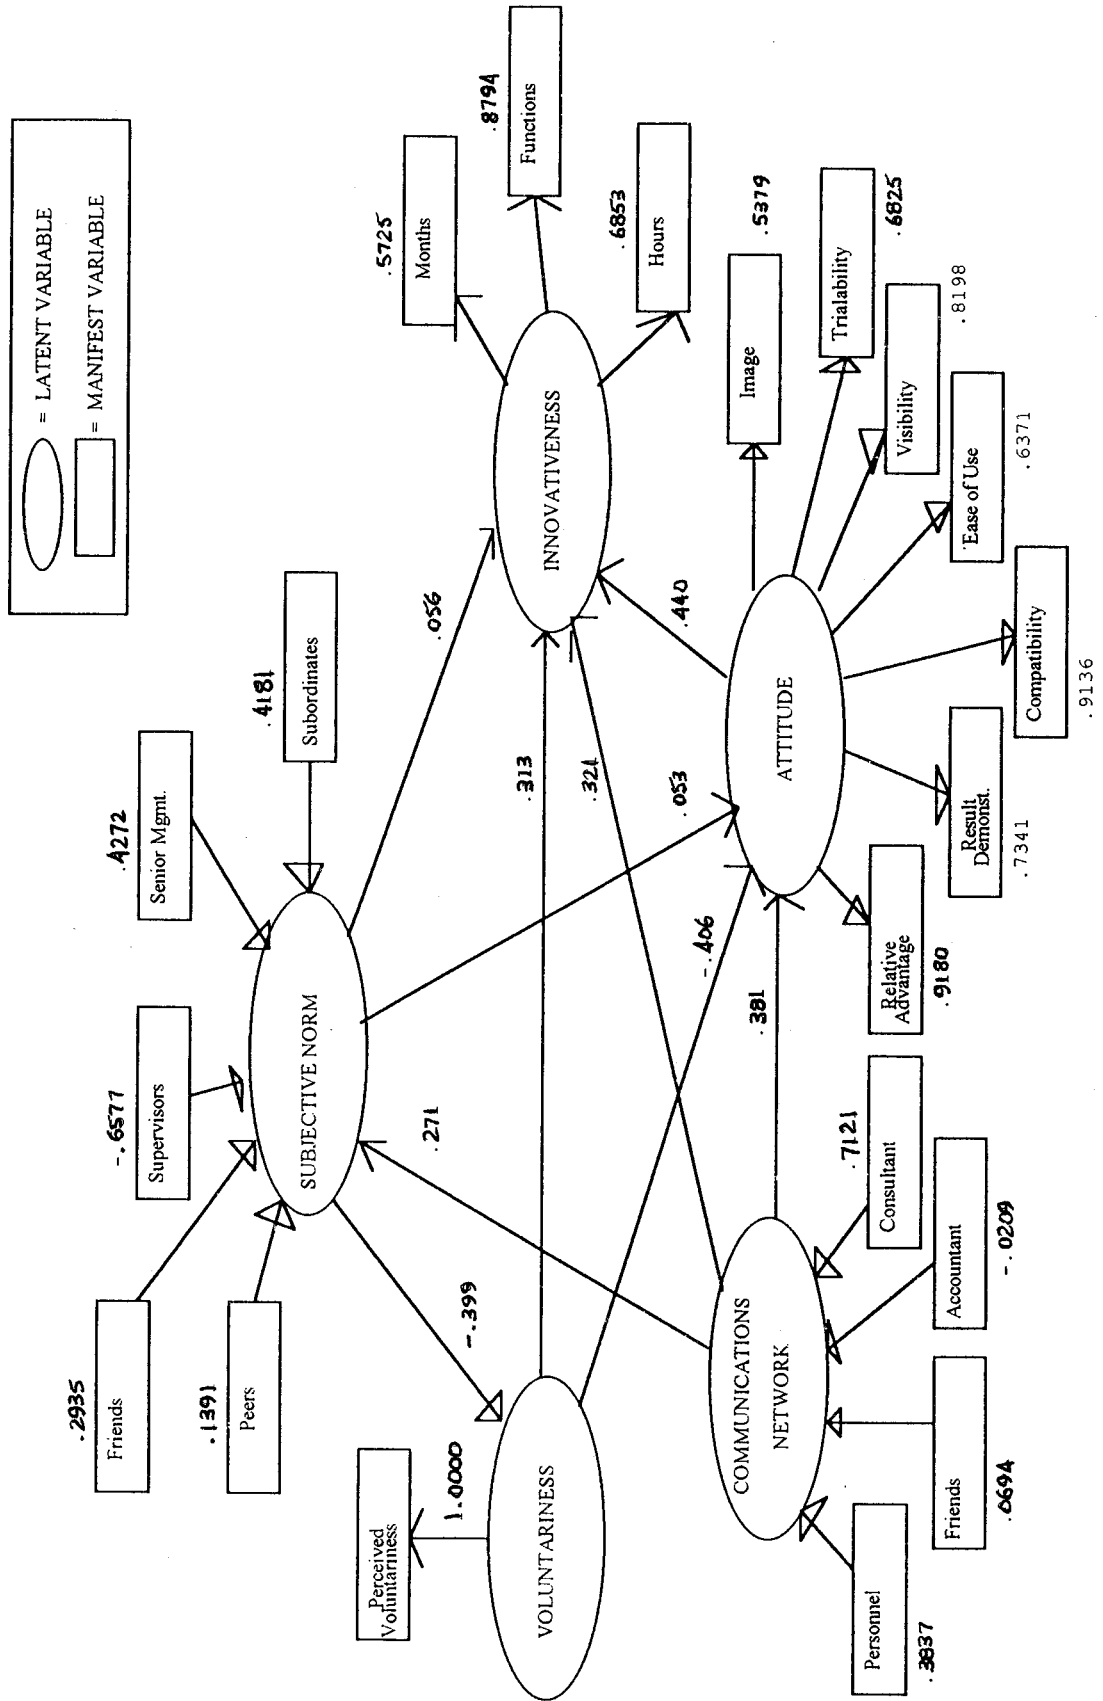 = LATENT VARIABLE
= MANIFEST VARIABLE
.2935
Friends
.1391
Peers
-.6577
Supervisors
.4272
Senior Mgmt.
.4181
Subordinates
SUBJECTIVE NORM
.5725
Months
.8794
Functions
.6853
Hours
Perceived
Voluntariness
1.0000
-.399
.271
.056
VOLUNTARINESS
.313
INNOVATIVENESS
.321
-.406
.053
.440
COMMUNICATIONS
NETWORK
.381
ATTITUDE
Image
.5379
Trialability
.6825
Visibility
.8198
'Ease of Use
.6371
Compatibility
.9136
Result
Demonst.
.7341
Relative
Advantage
.9180
.7121
Consultant
Accountant
-.0209
Friends
.0694
Personnel
.3837